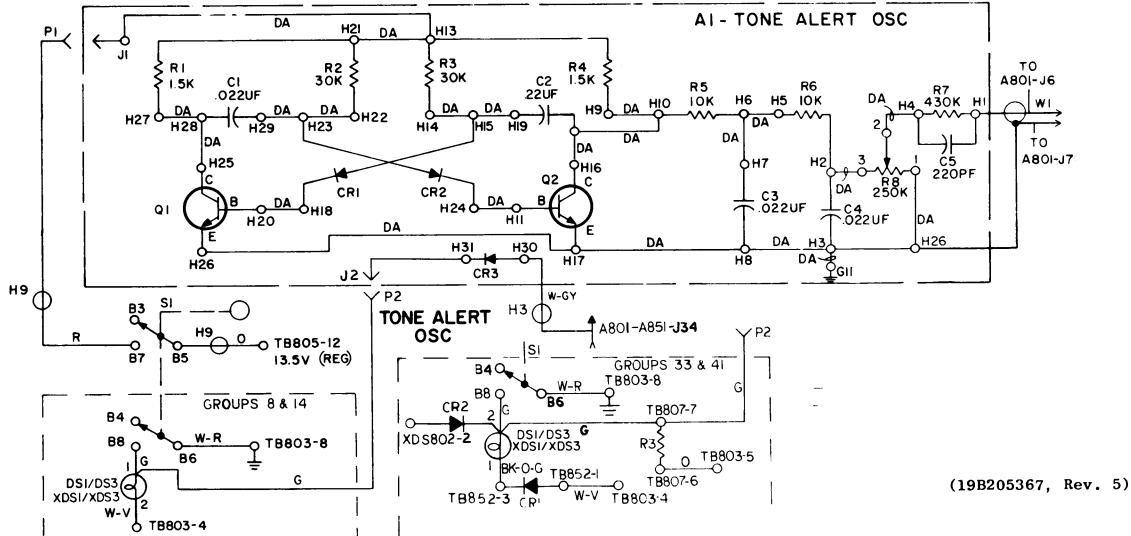 A1 - TONE ALERT OSC
P1
J1
DA
H21
DA
H13
R1
1.5K
R2
30K
R3
30K
R4
1.5K
C1
.022UF
C2
.22UF
H27
DA
H28
DA
H29
DA
H23
DA
H22
H14
DA
H15
DA
H19
H9
DA
H10
DA
R5
10K
H6
DA
H5
R6
10K
DA
H4
R7
430K
H1
TO
A801-J6
W1
TO
A801-J7
DA
H25
DA
H16
H7
2
C5
220PF
H2
DA
3
R8
250K
1
C
Q1
B
E
DA
H20
H18
CR1
CR2
H24
DA
H11
Q2
C
B
E
C3
.022UF
C4
.022UF
DA
H26
DA
H17
DA
H8
DA
H3
DA
G11
H26
J2
H31
CR3
H30
P2
H9
R
B3
S1
B7
B5
H9
O
TB805-12
13.5V (REG)
TONE ALERT
OSC
H3
W-GY
A801-A851-J34
P2
G
GROUPS 8 & 14
B4
B8
B6
W-R
TB803-8
G
1
DS1/DS3
XDS1/XDS3
2
W-V
TB803-4
G
S1
GROUPS 33 & 41
B4
B8
B6
W-R
TB803-8
G
XDS802-2
CR2
2
DS1/DS3
XDS1/XDS3
G
TB807-7
R3
1
BK-O-G
TB852-1
TB852-3
CR1
W-V
TB803-4
O
TB803-5
TB807-6
(19B205367, Rev. 5)